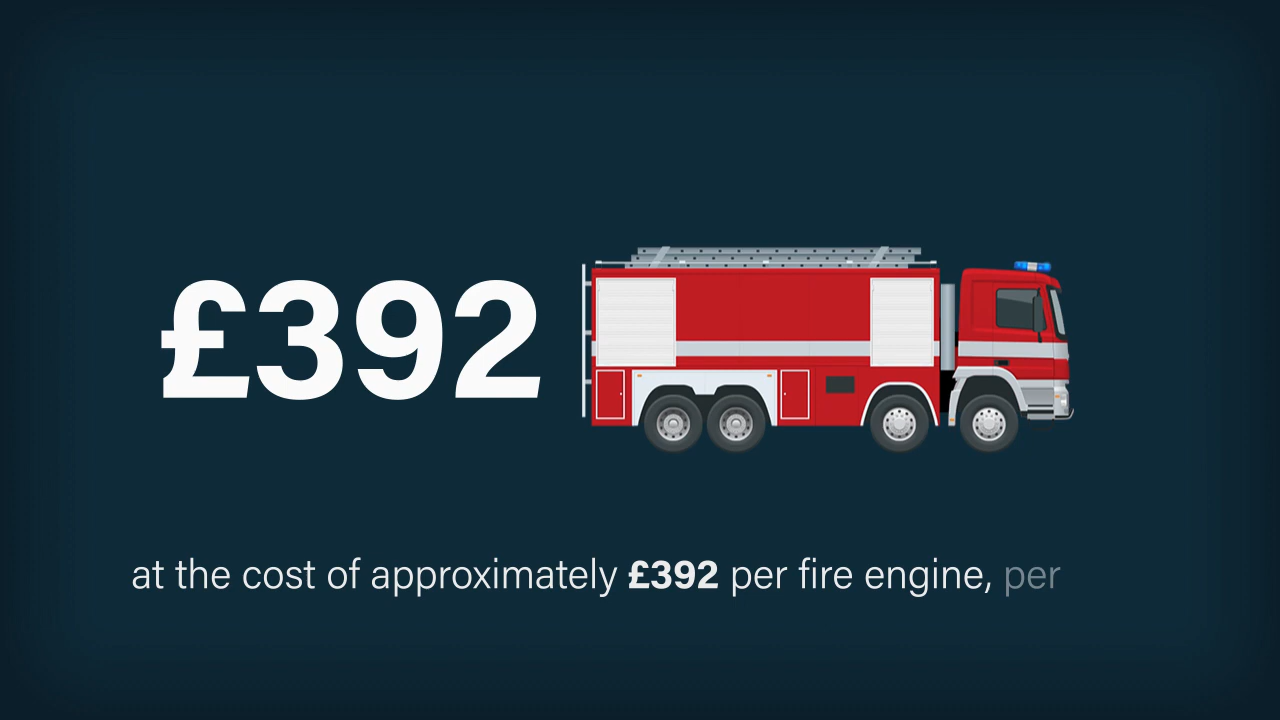 £392
at the cost of approximately £392 per fire engine, per